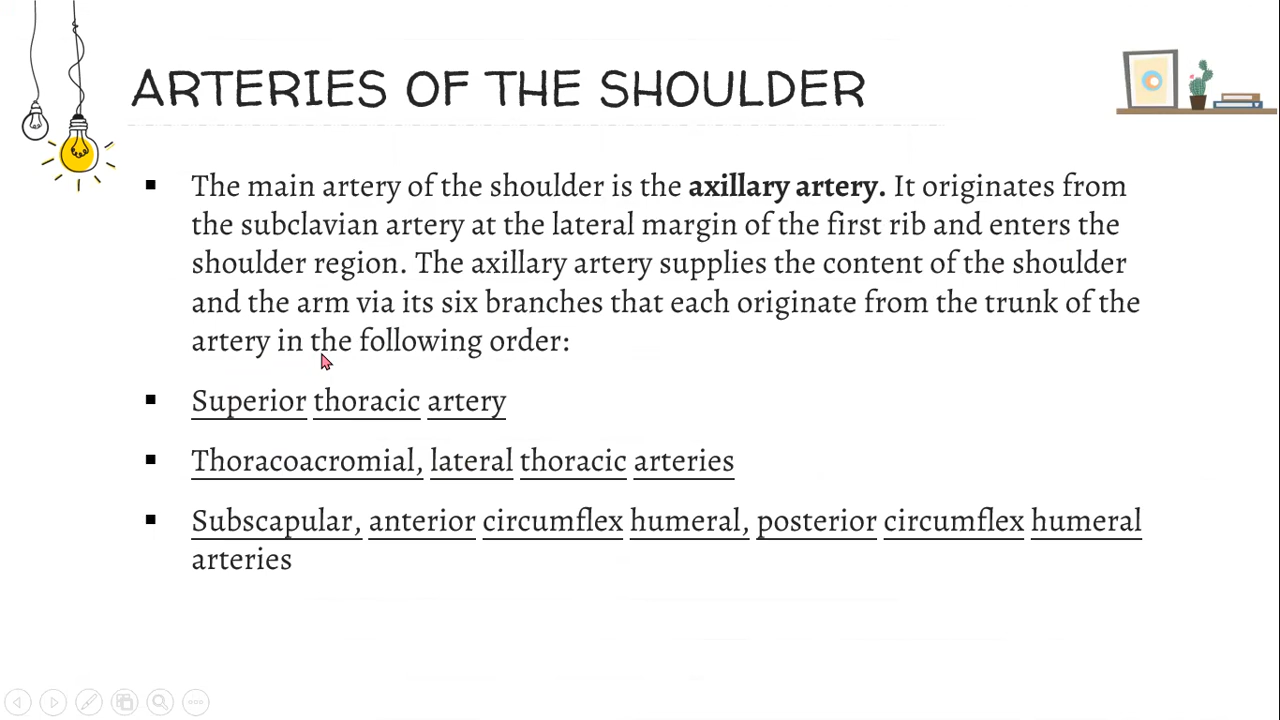 ARTERIES OF THE SHOULDER
▪ The main artery of the shoulder is the axillary artery. It originates from
the subclavian artery at the lateral margin of the first rib and enters the
shoulder region. The axillary artery supplies the content of the shoulder
and the arm via its six branches that each originate from the trunk of the
artery in the following order:
▪ Superior thoracic artery
▪ Thoracoacromial, lateral thoracic arteries
▪ Subscapular, anterior circumflex humeral, posterior circumflex humeral
arteries